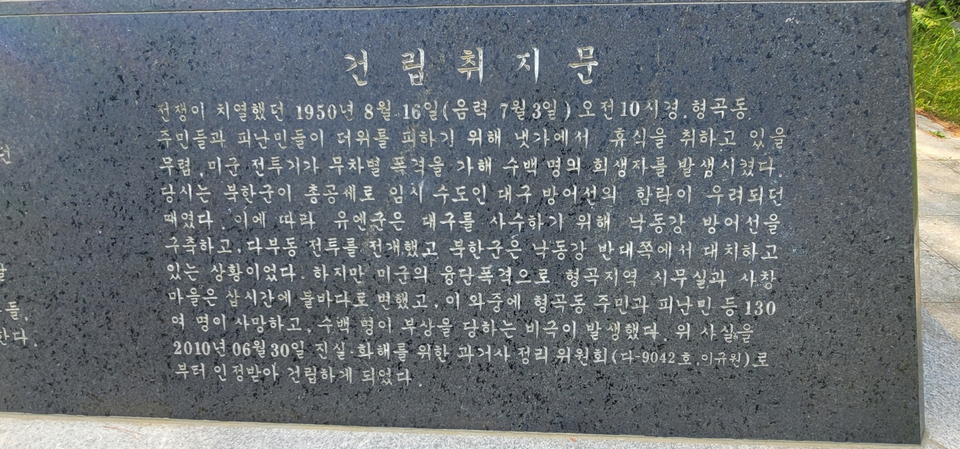 건립취지문
전쟁이 치열했던 1950년 8월 16일(음력 7월3일) 오전10시경. 형곡동
주민들과 피난민들이 더위를 피하기 위해 냇가에서 휴식을 취하고 있을
무렵, 미군 전투기가 무차별 폭격을 가해 수백 명의 희생자를 발생시켰다.
당시는 북한군이 총공세로 임시 수도인 대구 방어선의 함락이 우려되던
때였다. 이에 따라 유엔군은 대구를 사수하기 위해 낙동강 방어선을
구축하고, 다부동 전투를 전개했고 북한군은 낙동강 반대쪽에서 대치하고
있는 상황이었다. 하지만 미군의 융단폭격으로 형곡지역 시무실과 사창
마을은 삽시간에 불바다로 변했고, 이 와중에 형곡동 주민과 피난민 등 130
여 명이 사망하고, 수백 명이 부상을 당하는 비극이 발생했다. 위 사실을
2010년 06월 30일 진실·화해를 위한 과거사 정리 위원회(다-9042호, 이규원)로
부터 인정받아 건립하게 되었다.